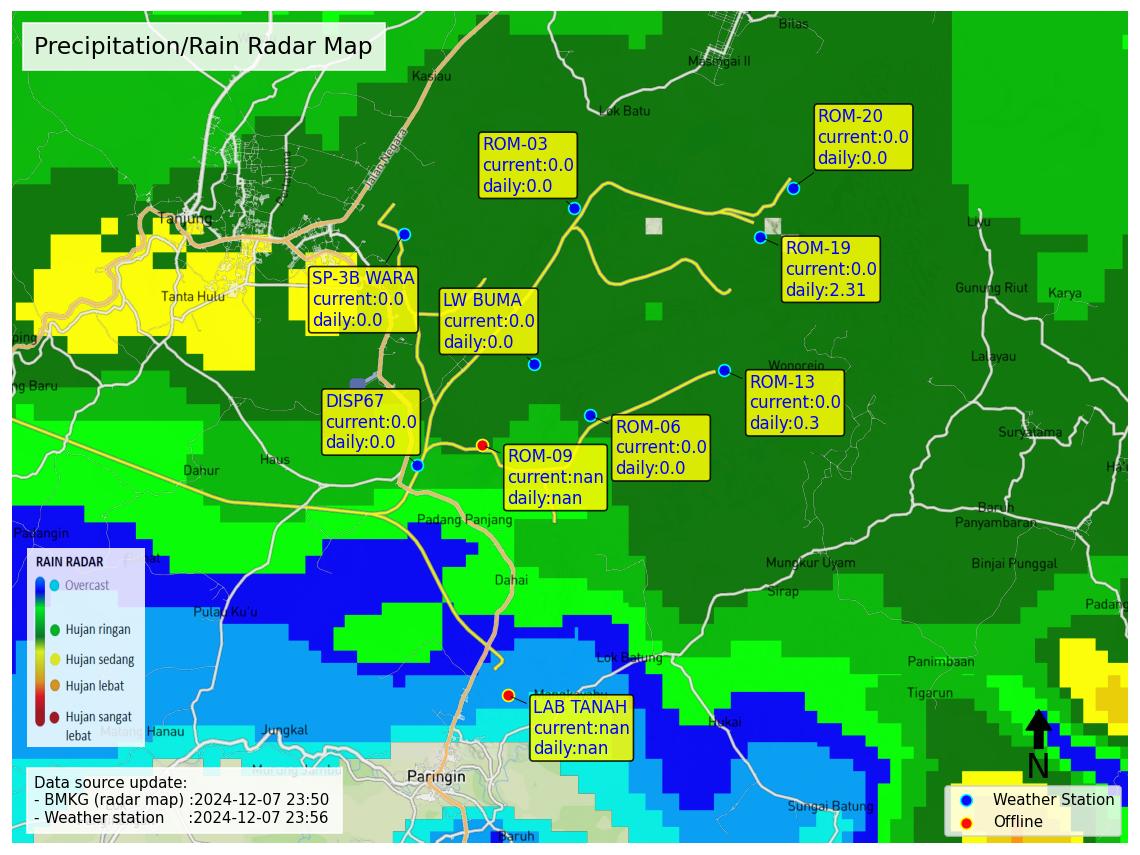 Precipitation/Rain Radar Map
Bilas
Masingai II
Kasiau
Lok Batu
Jalan Negara
ROM-20
current:0.0
daily:0.0
ROM-03
current:0.0
daily:0.0
Tanjung
Liyu
ROM-19
current:0.0
daily:2.31
SP-3B WARA
current:0.0
daily:0.0
Tanta Hulu
LW BUMA
current:0.0
daily:0.0
Gunung Riut
Karya
ping
Lalayau
Wonorejo
ng Baru
ROM-13
current:0.0
daily:0.3
DISP67
current:0.0
daily:0.0
ROM-06
current:0.0
daily:0.0
Suryatama
ROM-09
current:nan
daily:nan
Haus
Dahur
Baruh
Panyambaran
Padang Panjang
Padangin
Mungkur Uyam
Binjai Punggal
Dahai
Sirap
Padang
RAIN RADAR
Overcast
Hujan ringan
Hujan sedang
Hujan lebat
Hujan sangat
lebat
Pulau Ku'u
Lok Batung
Panimbaan
Tigarun
LAB TANAH
current:nan
daily:nan
Hukai
Matang Hanau
Jungkal
N
Paringin
Data source update:
- BMKG (radar map) :2024-12-07 23:50
- Weather station :2024-12-07 23:56
Sungai Batung
Baruh
Weather Station
Offline